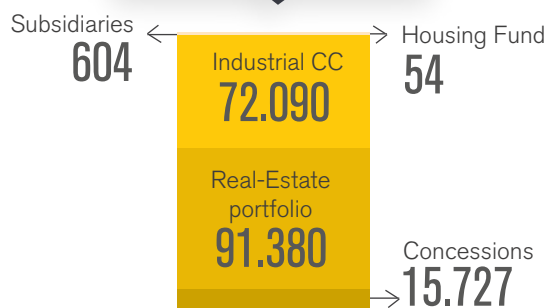 Subsidiaries
604
Housing Fund
54
Industrial CC
72.090
Real-Estate
portfolio
91.380
Concessions
15.727